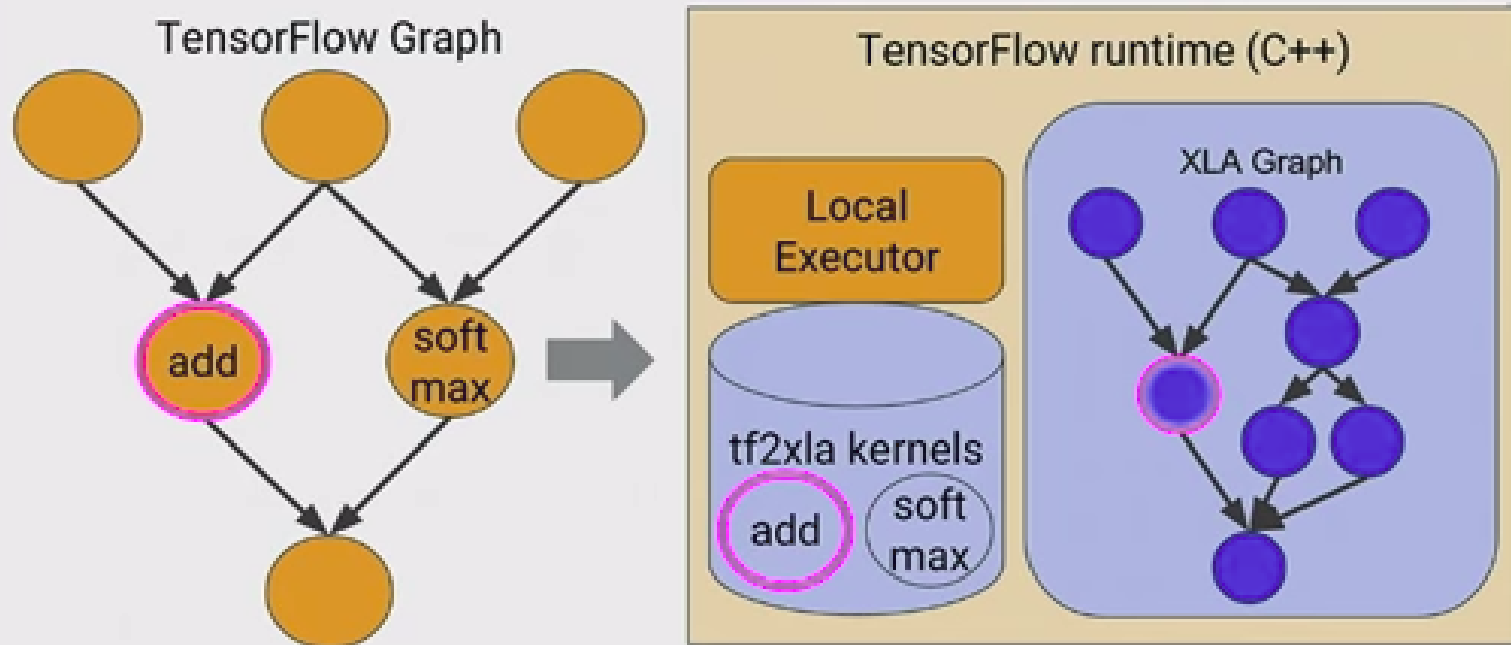 TensorFlow Graph
add
soft
max
TensorFlow runtime (C++)
Local
Executor
tf2xla kernels
add
soft
max
XLA Graph